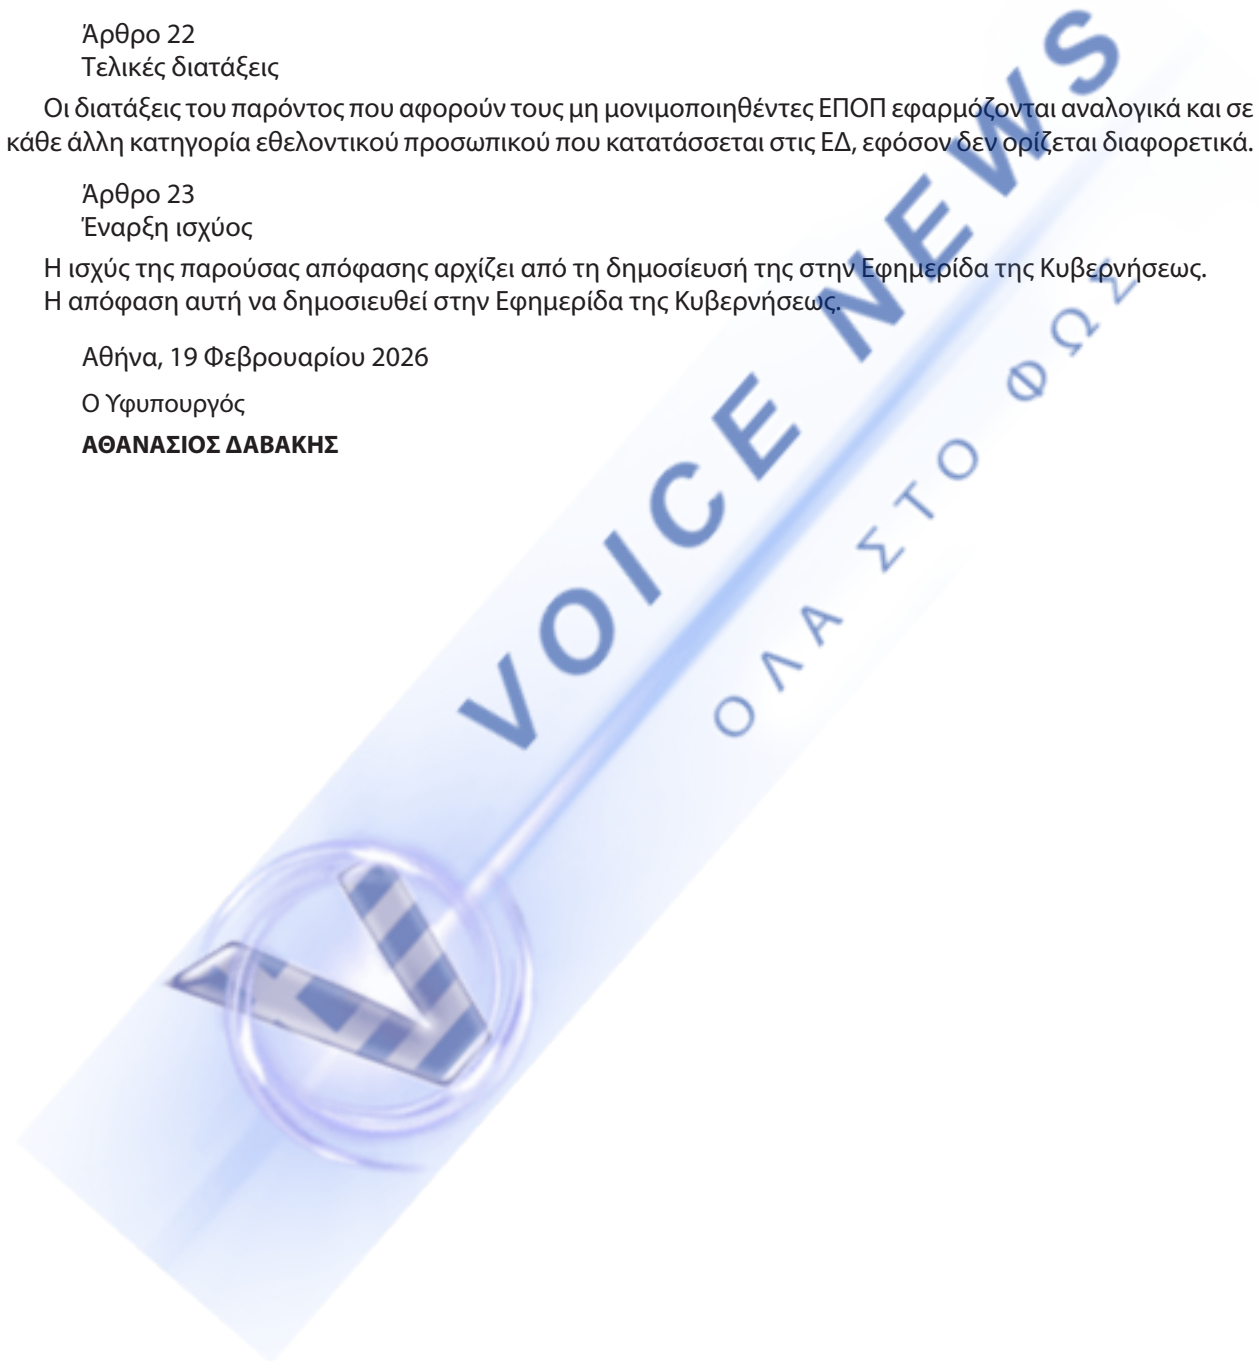 Άρθρο 22
Τελικές διατάξεις
Οι διατάξεις του παρόντος που αφορούν τους μη μονιμοποιηθέντες ΕΠΟΠ εφαρμόζονται αναλογικά και σε
κάθε άλλη κατηγορία εθελοντικού προσωπικού που κατατάσσεται στις ΕΔ, εφόσον δεν ορίζεται διαφορετικά.
Άρθρο 23
Έναρξη ισχύος
Η ισχύς της παρούσας απόφασης αρχίζει από τη δημοσίευσή της στην Εφημερίδα της Κυβερνήσεως.
Η απόφαση αυτή να δημοσιευθεί στην Εφημερίδα της Κυβερνήσεως.
Αθήνα, 19 Φεβρουαρίου 2026
Ο Υφυπουργός
ΑΘΑΝΑΣΙΟΣ ΔΑΒΑΚΗΣ
VOICE NEWS
ΟΛΑ ΣΤΟ ΦΩΣ